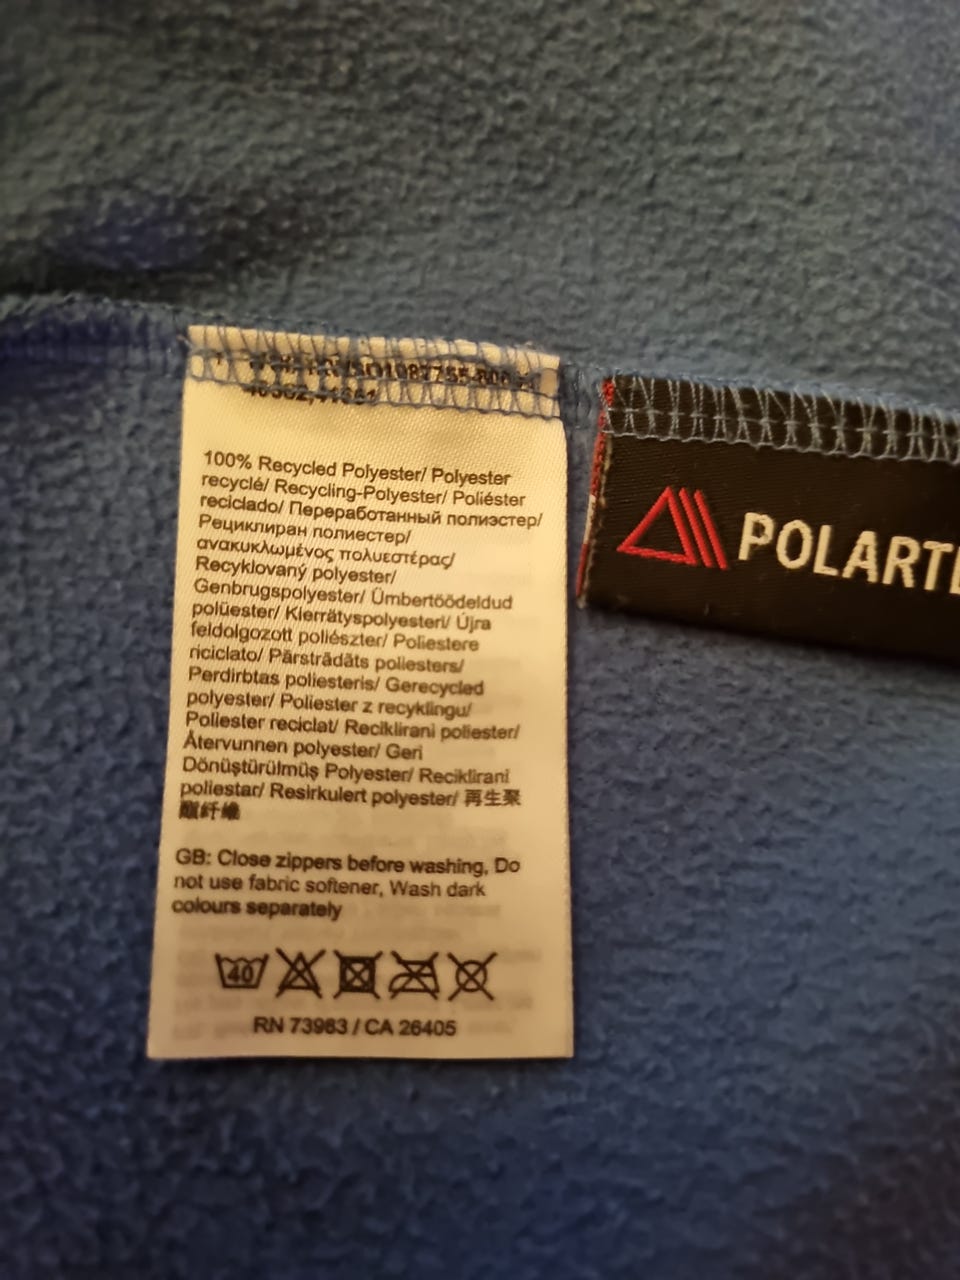 100% Recycled Polyester/ Polyester
recyclé/ Recycling-Polyester/ Poliéster
reciclado/ Переработанный полиэстер/
Рециклиран полиестер/
ανακυκλωμένος πολυεστέρας/
Recyklovaný polyester/
Genbrugspolyester/ Ümbertöödeldud
polüester/ Kierrätyspolyesteri/ Újra
feldolgozott poliészter/ Poliestere
riciclato/ Pārstrādāts poliesters/
Perdirbtas poliesteris/ Gerecycled
polyester/ Poliester z recyklingu/
Poliester reciclat/ Reciklirani poliester/
Återvunnen polyester/ Geri
Dönüştürülmüş Polyester/ Reciklirani
poliestar/ Resirkulert polyester/ 再生聚
酯纤维
GB: Close zippers before washing, Do
not use fabric softener, Wash dark
colours separately
40
RN 73983 / CA 26405
POLARTE